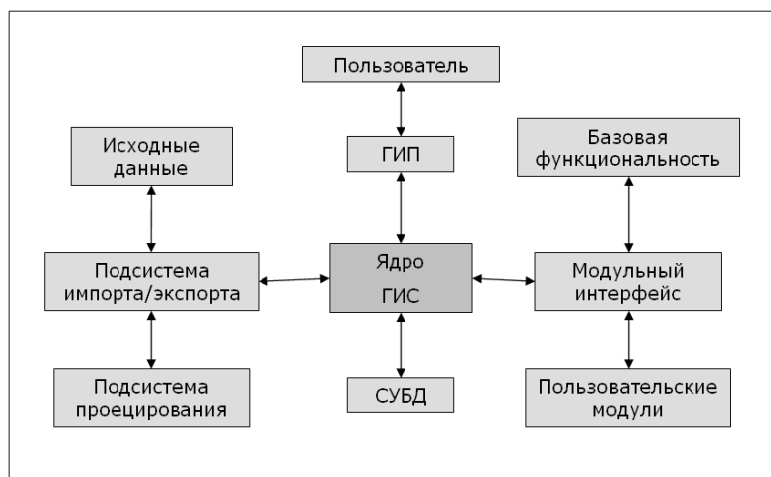 Пользователь
Исходные
данные
ГИП
Базовая
функциональность
Подсистема
импорта/экспорта
Ядро
ГИС
Модульный
интерфейс
Подсистема
проецирования
СУБД
Пользовательские
модули